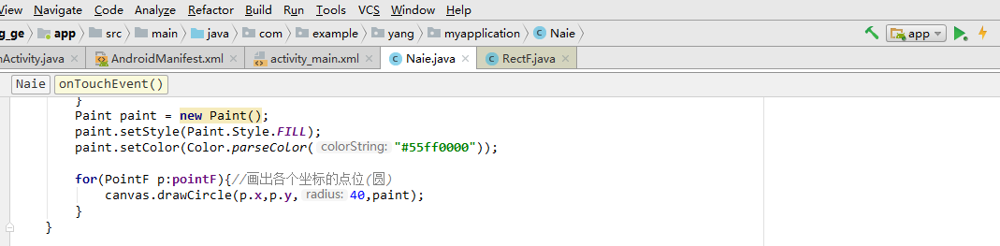 View Navigate Code Analyze Refactor Build Run Tools VCS Window Help
g_ge app src main java com example yang myapplication Naie app
nActivity.java AndroidManifest.xml activity_main.xml Naie.java RectF.java
Naie onTouchEvent()
}
Paint paint = new Paint();
paint.setStyle(Paint.Style.FILL);
paint.setColor(Color.parseColor( colorString: "#55ff0000"));
for(PointF p:pointF){//画出各个坐标的点位(圆)
canvas.drawCircle(p.x,p.y, radius: 40,paint);
}
}